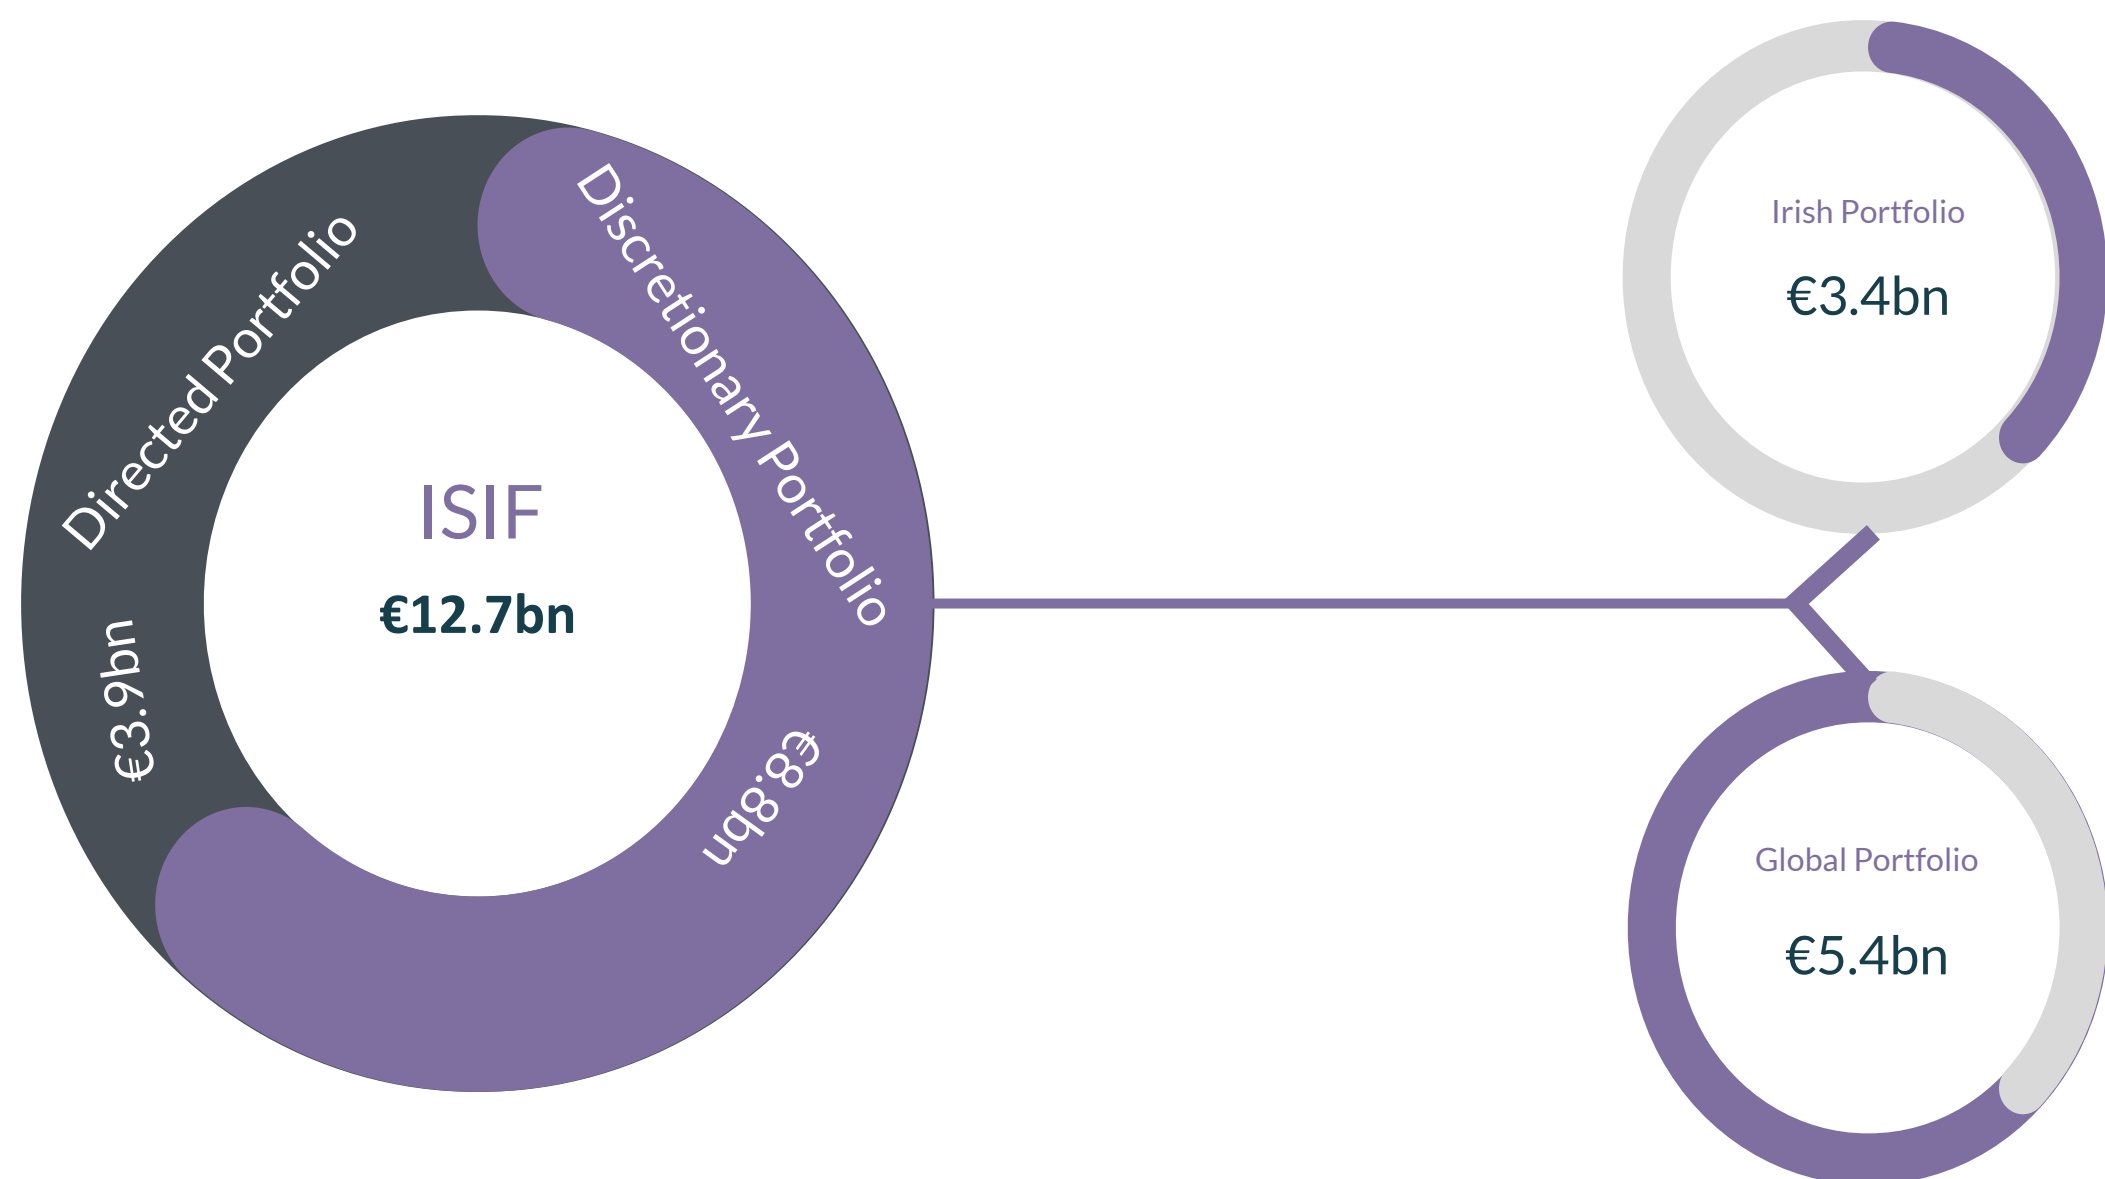 Directed Portfolio
€3.9bn
ISIF
€12.7bn
Discretionary Portfolio
€8.8bn
Irish Portfolio
€3.4bn
Global Portfolio
€5.4bn